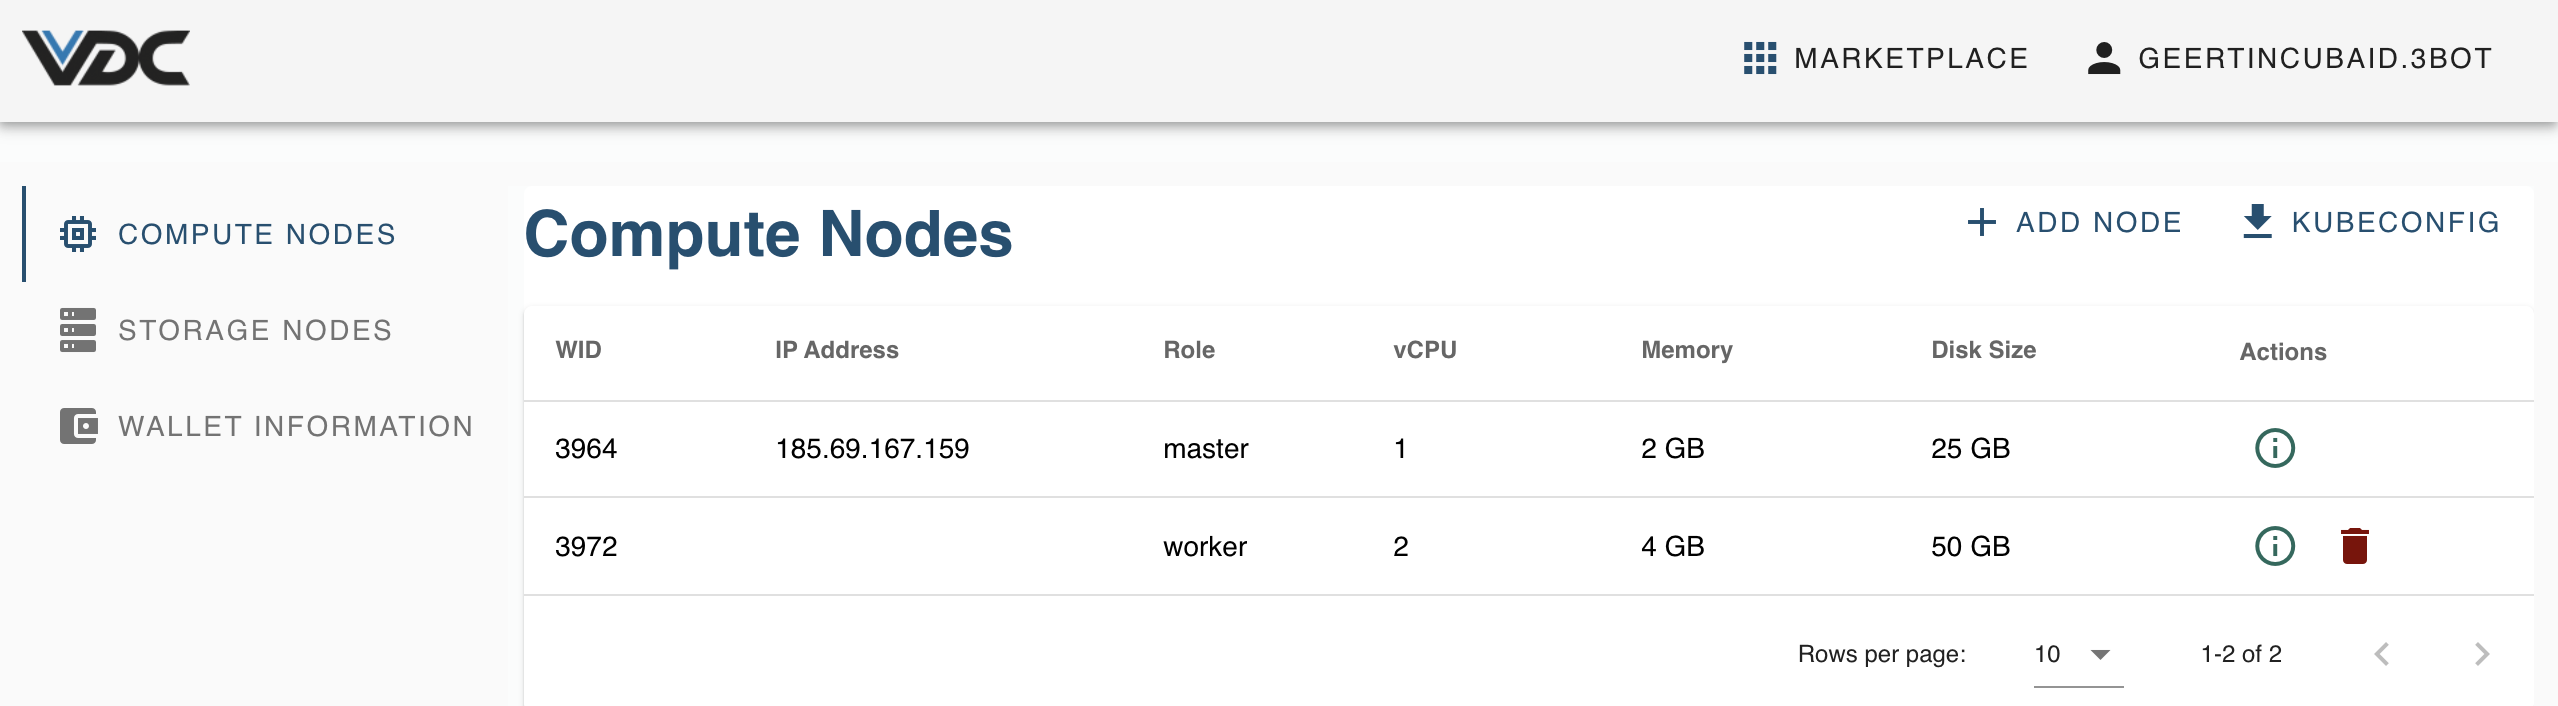 VDC
MARKETPLACE
GEERTINCUBAID.3BOT
COMPUTE NODES
STORAGE NODES
WALLET INFORMATION
Compute Nodes
ADD NODE
KUBECONFIG
WID IP Address Role vCPU Memory Disk Size Actions
3964 185.69.167.159 master 1 2 GB 25 GB
3972 worker 2 4 GB 50 GB
Rows per page: 10 1-2 of 2